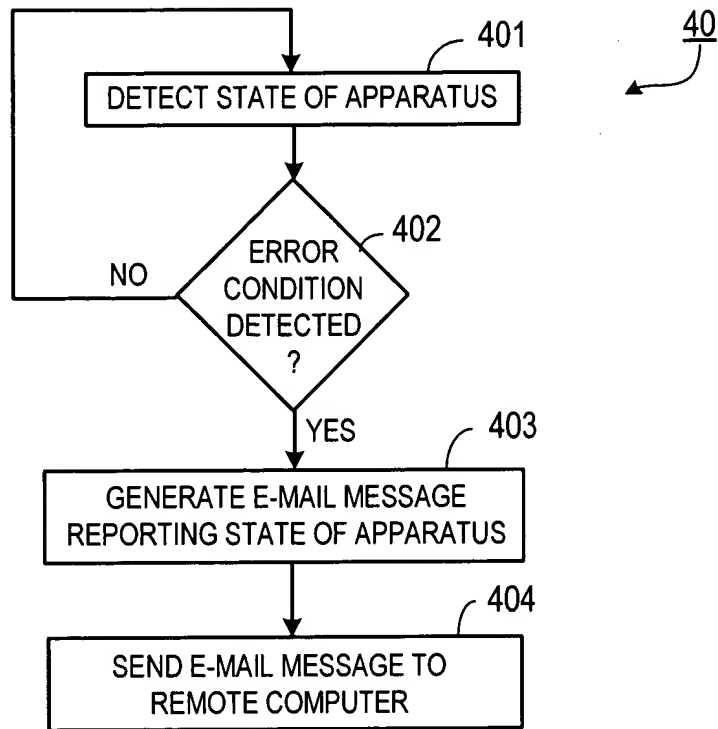 401
40
DETECT STATE OF APPARATUS
402
ERROR
CONDITION
DETECTED
?
NO
YES
403
GENERATE E-MAIL MESSAGE
REPORTING STATE OF APPARATUS
404
SEND E-MAIL MESSAGE TO
REMOTE COMPUTER